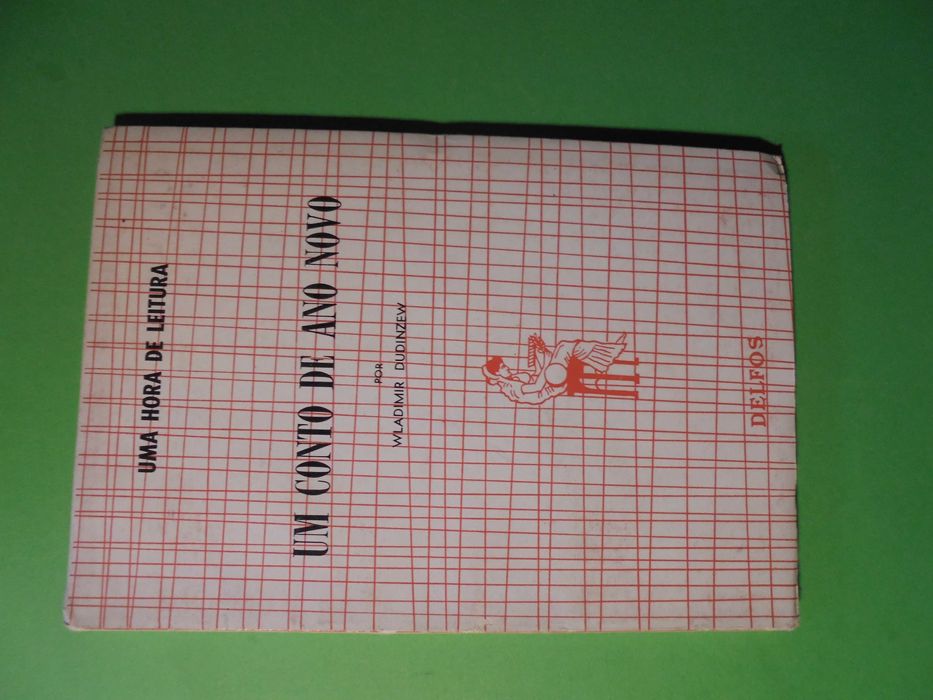 UMA HORA DE LEITURA
UM CONTO DE ANO NOVO
POR
WLADIMIR DUDINZEW
DELFOS